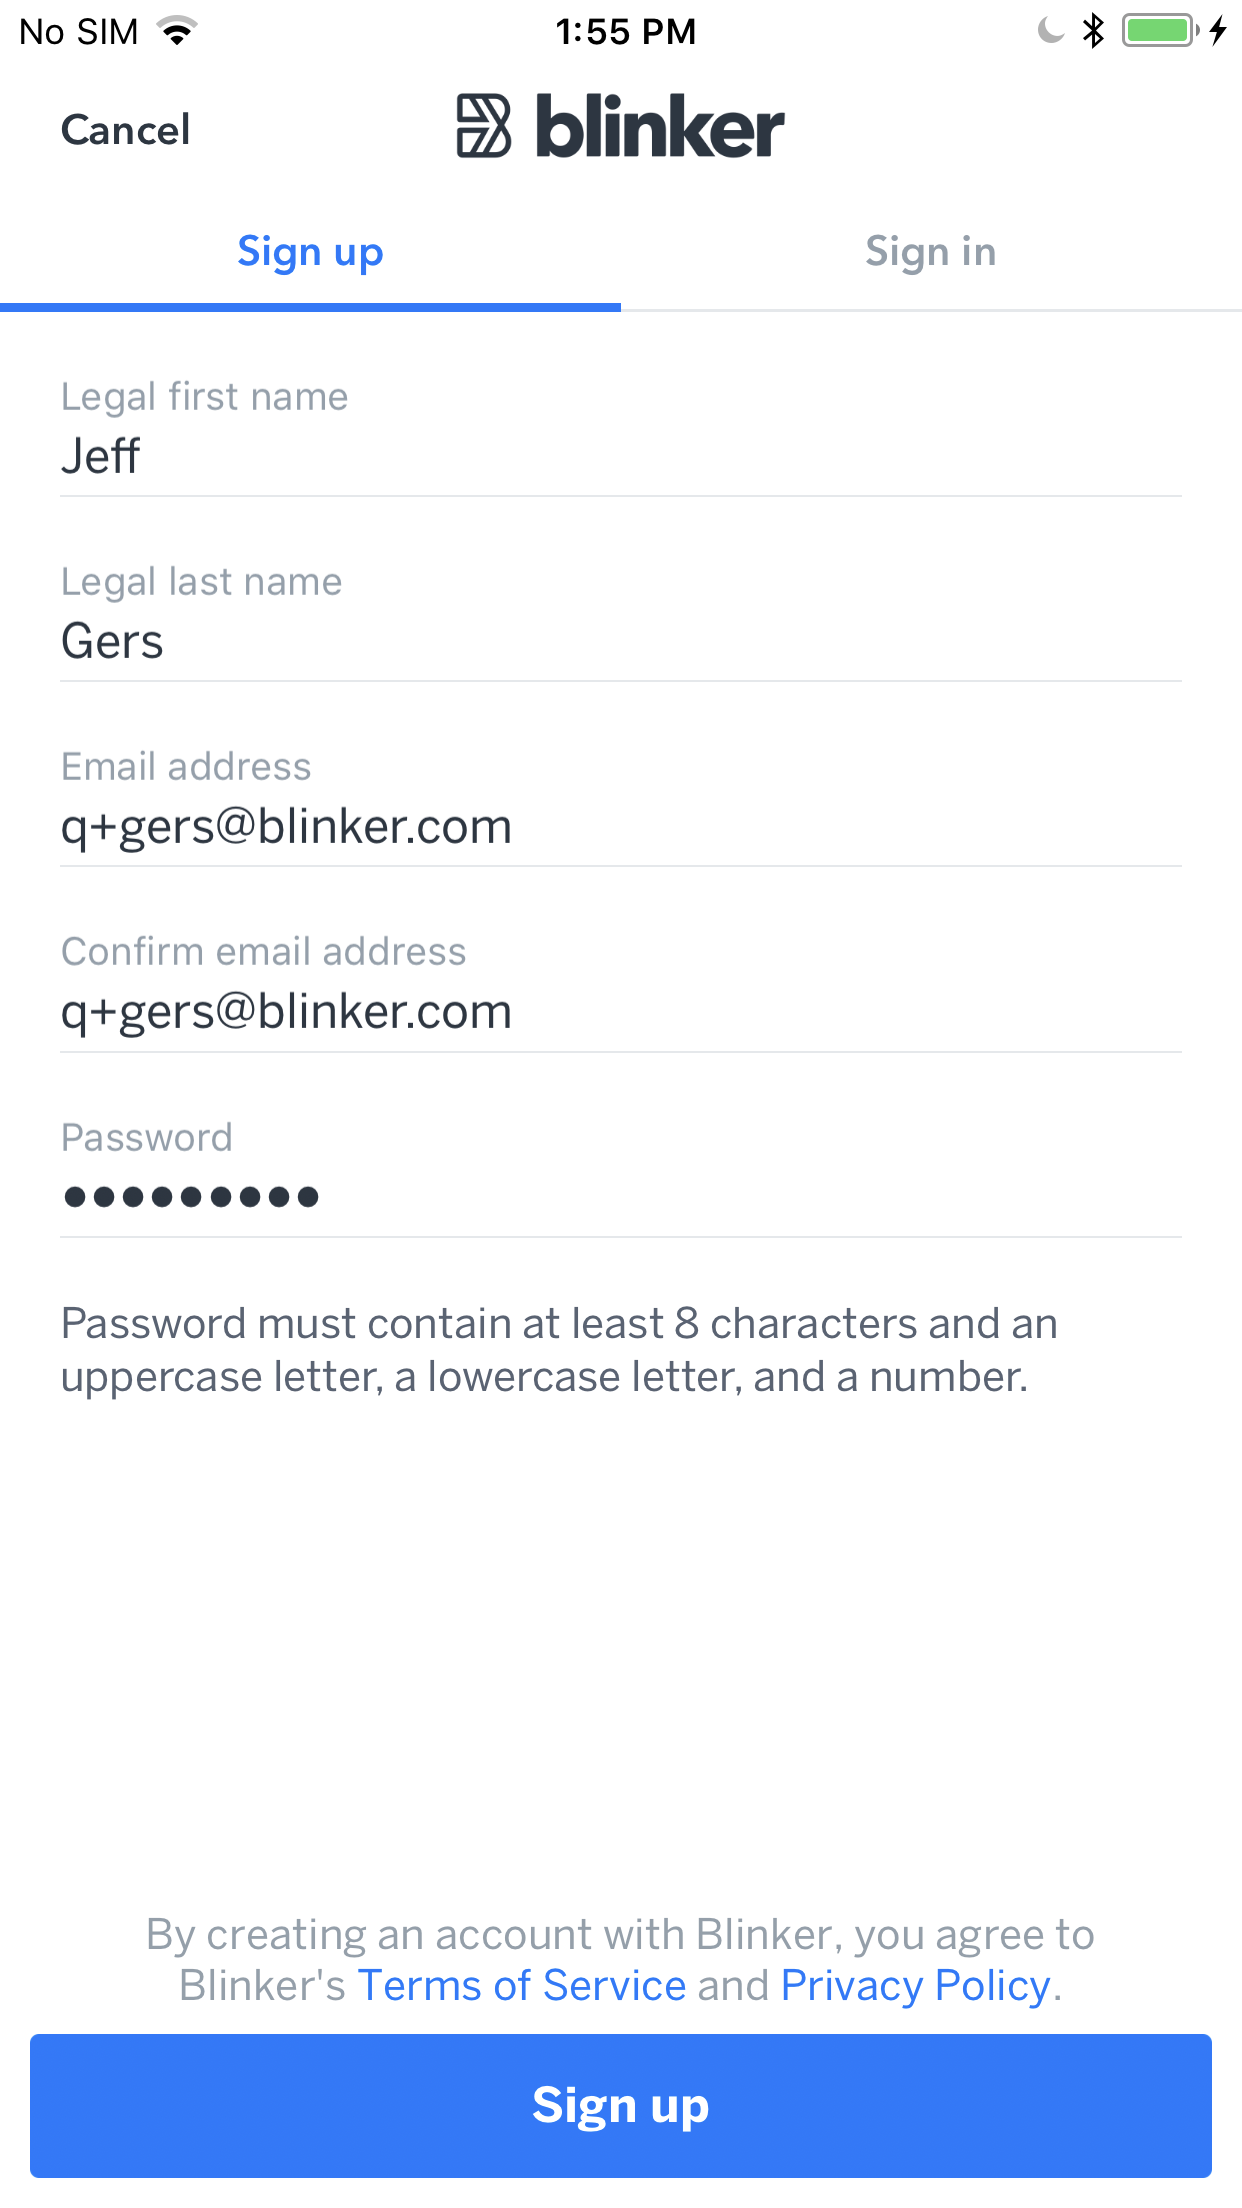 No SIM 1:55 PM
Cancel blinker
Sign up Sign in
Legal first name
Jeff
Legal last name
Gers
Email address
q+gers@blinker.com
Confirm email address
q+gers@blinker.com
Password
●●●●●●●●●
Password must contain at least 8 characters and an
uppercase letter, a lowercase letter, and a number.
By creating an account with Blinker, you agree to
Blinker's Terms of Service and Privacy Policy.
Sign up